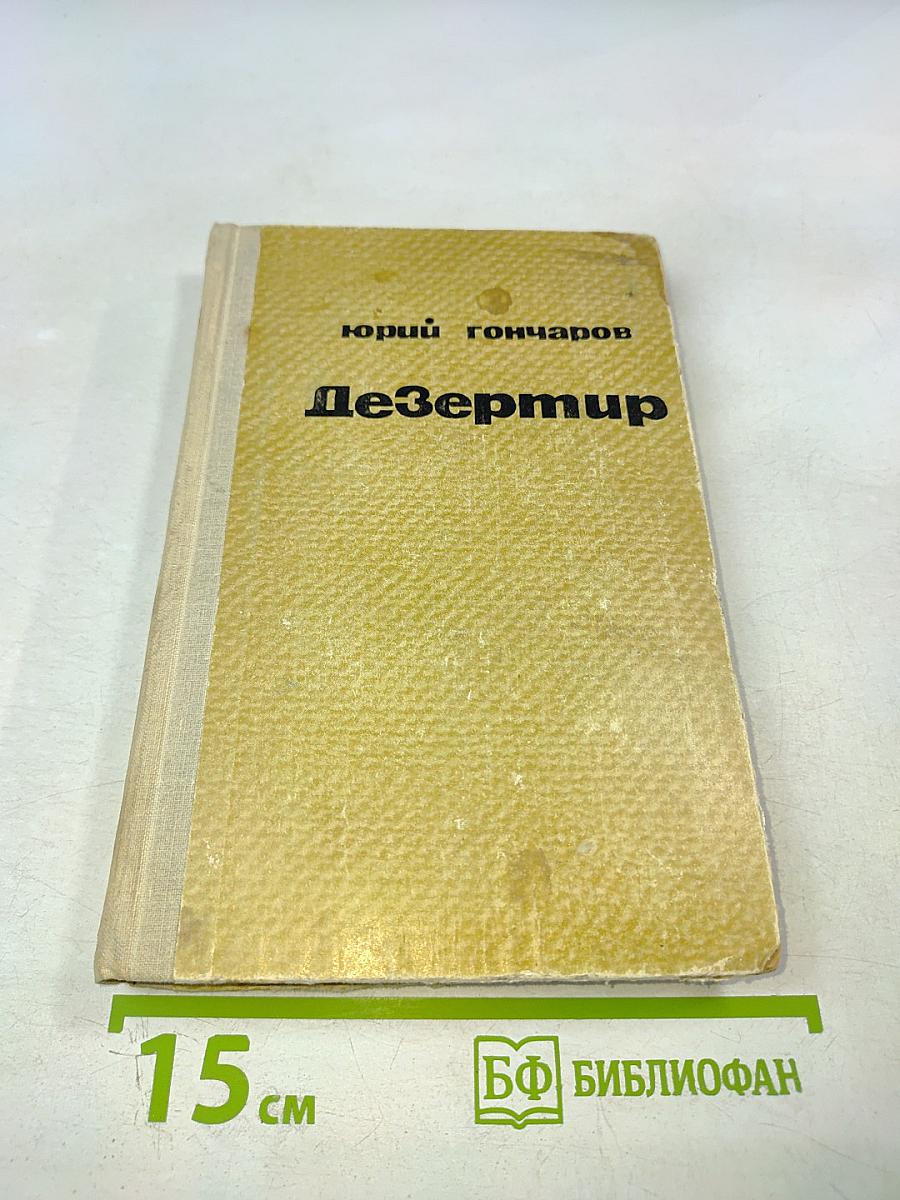 юрий гончаров
ДеЗертир
15 см
БФ БИБЛИОФАН